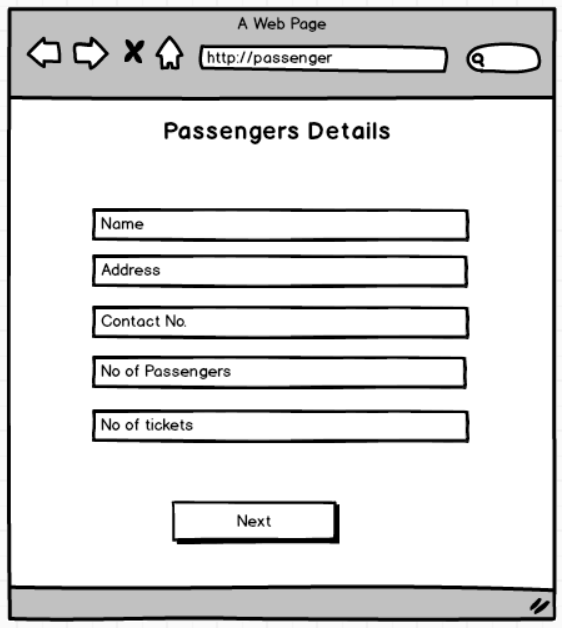 A Web Page
http://passenger
Passengers Details
Name
Address
Contact No.
No of Passengers
No of tickets
Next